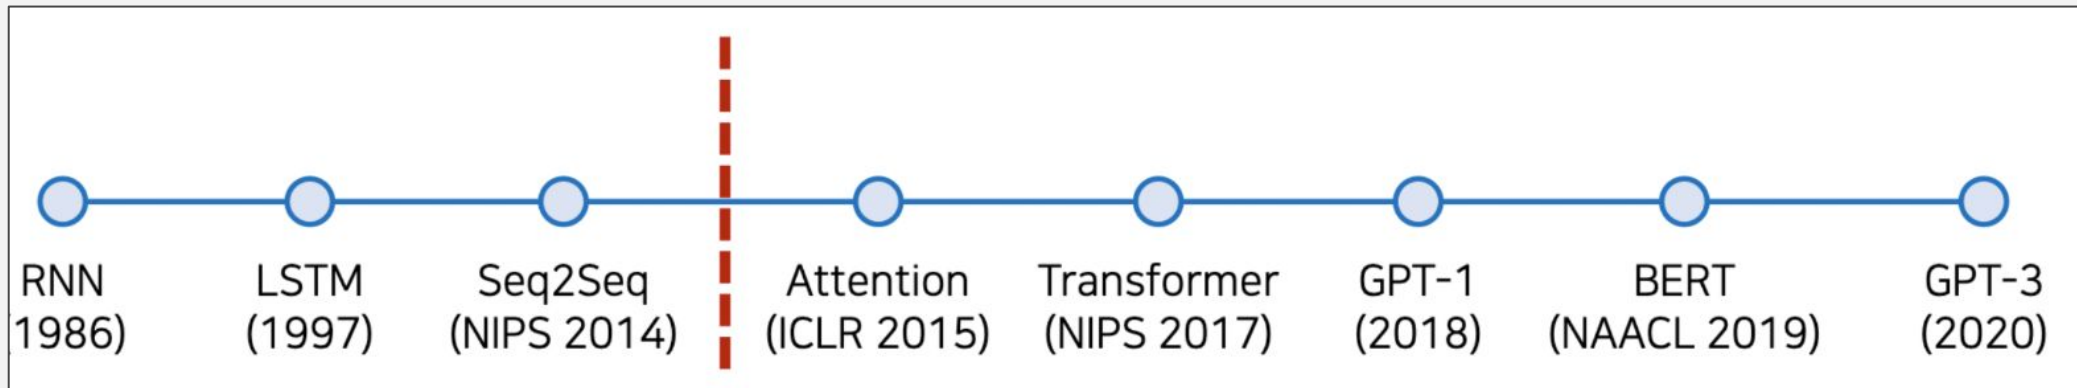 RNN
1986)
LSTM
(1997)
Seq2Seq
(NIPS 2014)
Attention
(ICLR 2015)
Transformer
(NIPS 2017)
GPT-1
(2018)
BERT
(NAACL 2019)
GPT-3
(2020)